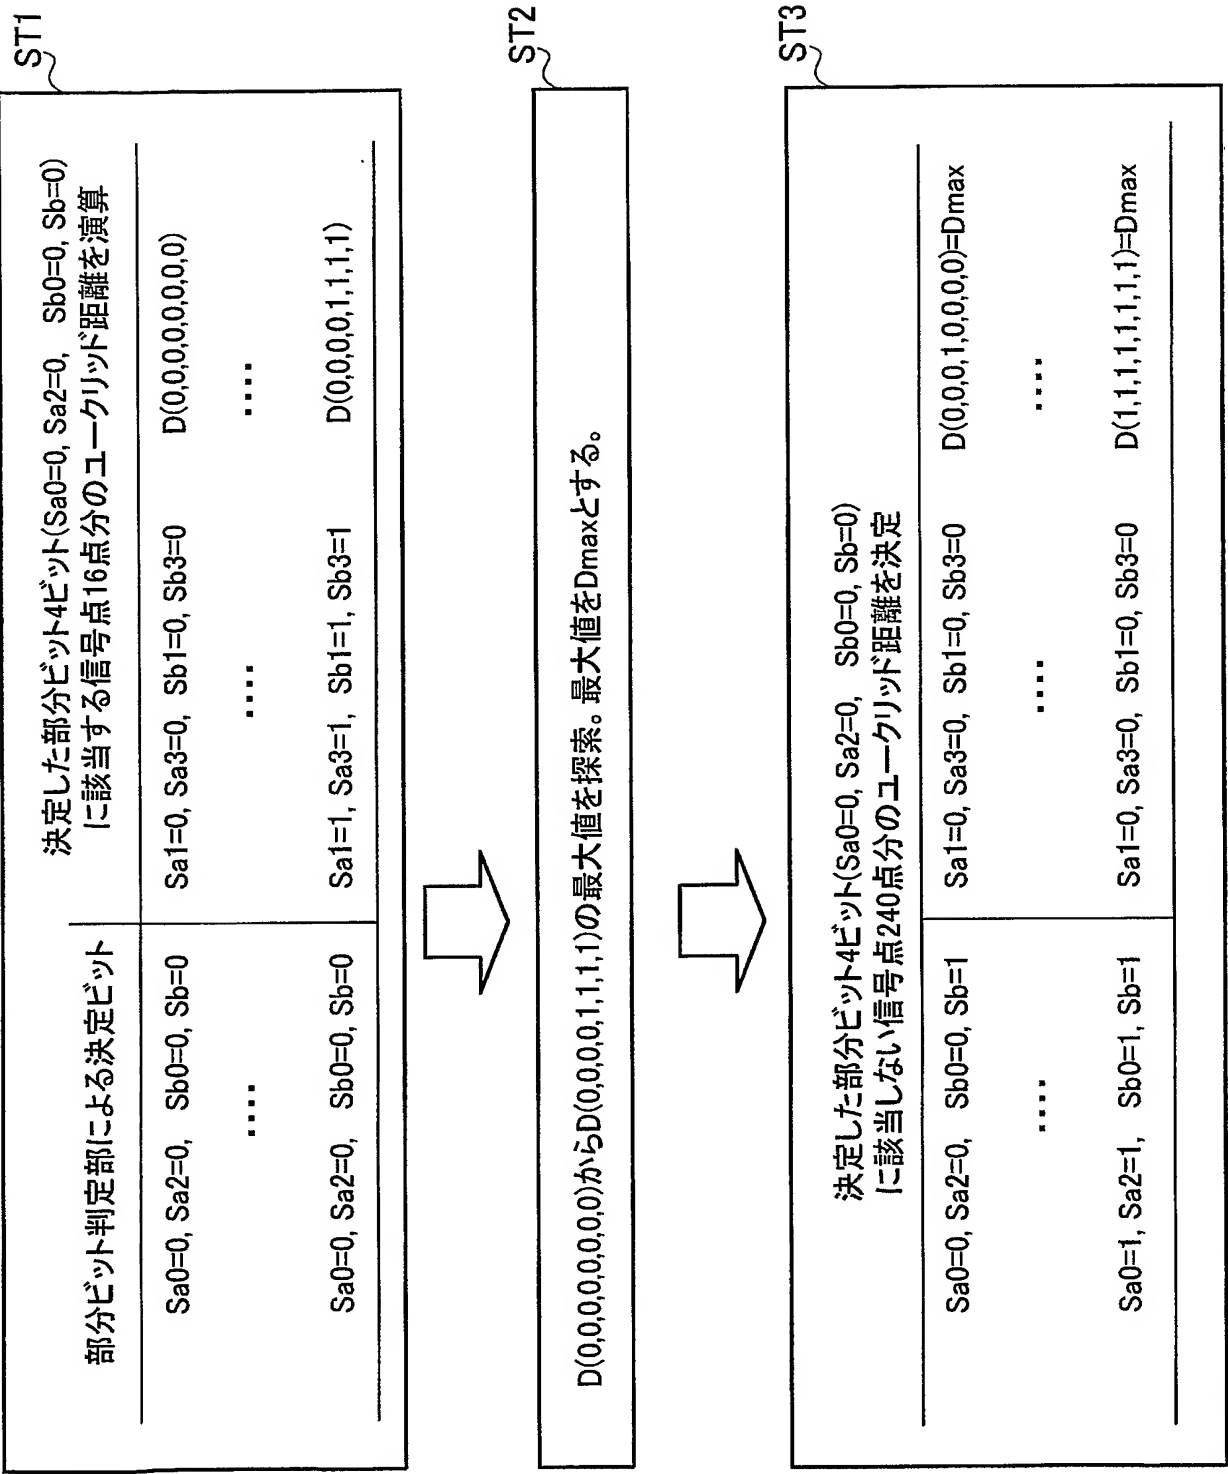 ST1
決定した部分ビット4ビット(Sa0=0, Sa2=0, Sb0=0, Sb=0)
部分ビット判定部による決定ビット
に該当する信号点16点分のユークリッド距離を演算
Sa0=0, Sa2=0, Sb0=0, Sb=0 Sa1=0, Sa3=0, Sb1=0, Sb3=0 D(0,0,0,0,0,0,0,0)
.... .... ....
Sa0=0, Sa2=0, Sb0=0, Sb=0 Sa1=1, Sa3=1, Sb1=1, Sb3=1 D(0,0,0,0,1,1,1,1)
ST2
D(0,0,0,0,0,0,0,0)からD(0,0,0,0,1,1,1,1)の最大値を探索。最大値をDmaxとする。
ST3
決定した部分ビット4ビット(Sa0=0, Sa2=0, Sb0=0, Sb=0)
に該当しない信号点240点分のユークリッド距離を決定
Sa0=0, Sa2=0, Sb0=0, Sb=1 Sa1=0, Sa3=0, Sb1=0, Sb3=0 D(0,0,0,1,0,0,0,0)=Dmax
.... .... ....
Sa0=1, Sa2=1, Sb0=1, Sb=1 Sa1=0, Sa3=0, Sb1=0, Sb3=0 D(1,1,1,1,1,1,1,1)=Dmax